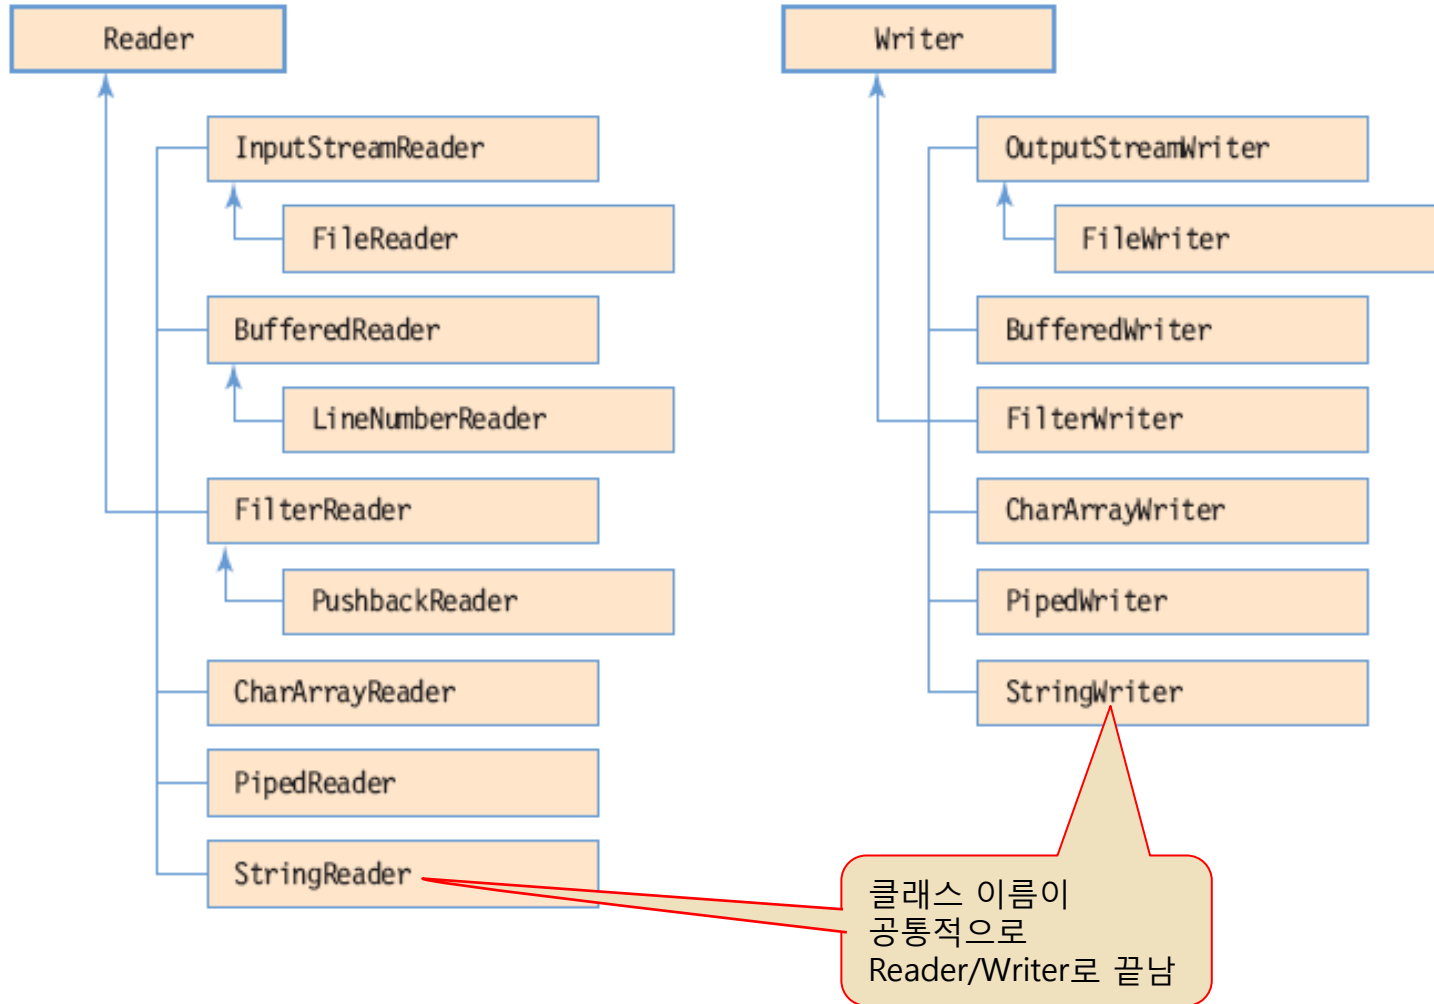 Reader
InputStreamReader
FileReader
BufferedReader
LineNumberReader
FilterReader
PushbackReader
CharArrayReader
PipedReader
StringReader
Writer
OutputStreamWriter
FileWriter
BufferedWriter
FilterWriter
CharArrayWriter
PipedWriter
StringWriter
클래스 이름이
공통적으로
Reader/Writer로 끝남